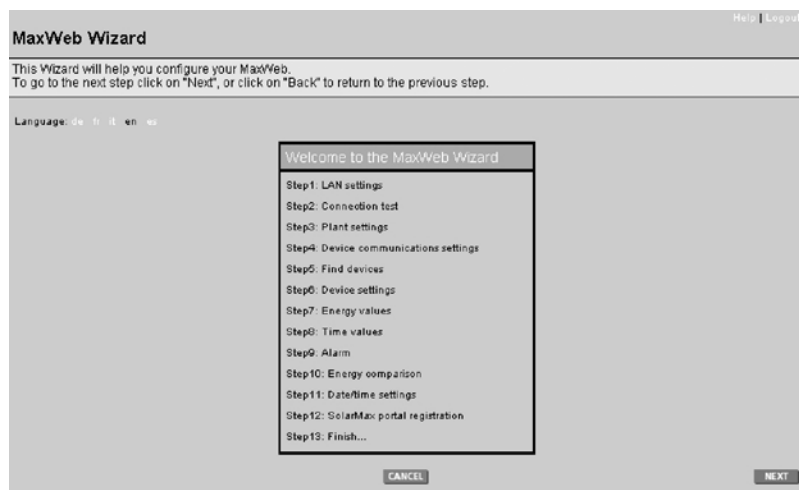 Help | Logout
MaxWeb Wizard
This Wizard will help you configure your MaxWeb.
To go to the next step click on "Next", or click on "Back" to return to the previous step.
Language: de fr it en es
Welcome to the MaxWeb Wizard
Step1: LAN settings
Step2: Connection test
Step3: Plant settings
Step4: Device communications settings
Step5: Find devices
Step6: Device settings
Step7: Energy values
Step8: Time values
Step9: Alarm
Step10: Energy comparison
Step11: Date/time settings
Step12: SolarMax portal registration
Step13: Finish...
CANCEL NEXT